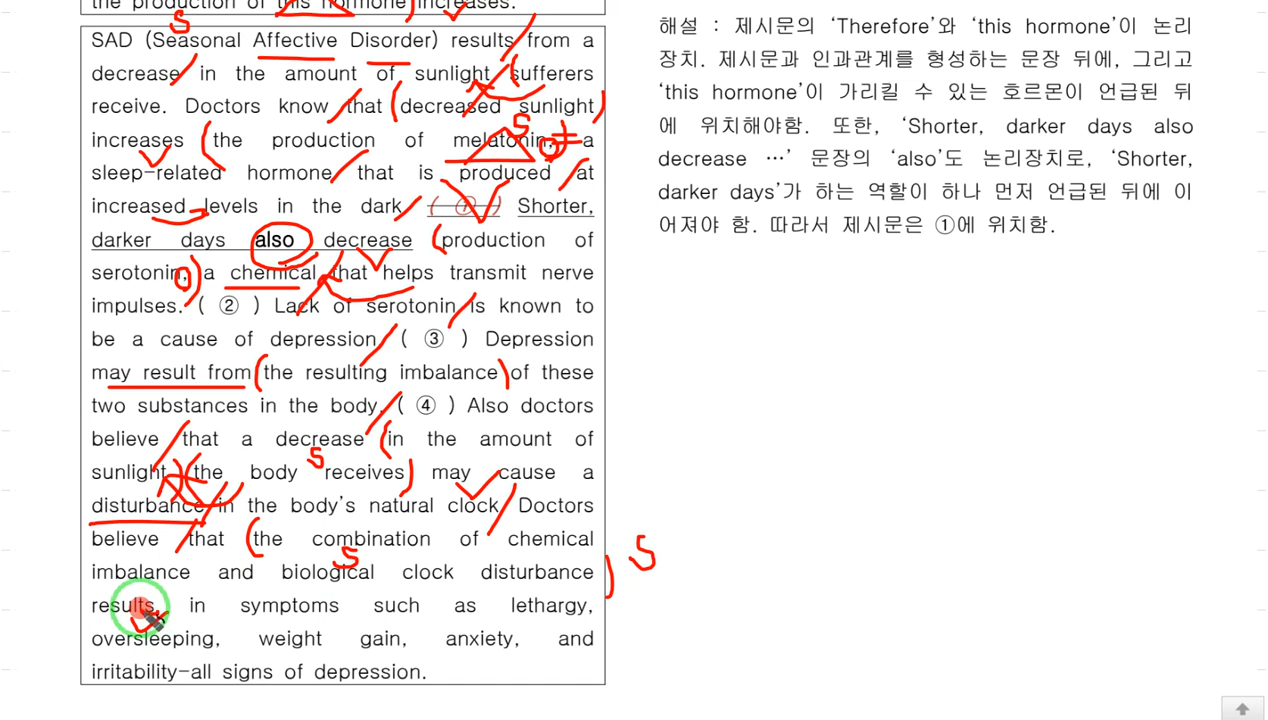 the production of this hormone increases.
SAD (Seasonal Affective Disorder) results from a
decrease in the amount of sunlight sufferers
receive. Doctors know that decreased sunlight
increases the production of melatonin, a
sleep-related hormone that is produced at
increased levels in the dark. ( ① ) Shorter,
darker days also decrease production of
serotonin, a chemical that helps transmit nerve
impulses. ( ② ) Lack of serotonin is known to
be a cause of depression. ( ③ ) Depression
may result from the resulting imbalance of these
two substances in the body. ( ④ ) Also doctors
believe that a decrease in the amount of
sunlight the body receives may cause a
disturbance in the body's natural clock. Doctors
believe that the combination of chemical
imbalance and biological clock disturbance
results in symptoms such as lethargy,
oversleeping, weight gain, anxiety, and
irritability-all signs of depression.
해설 : 제시문의 ‘Therefore’와 ‘this hormone’이 논리
장치. 제시문과 인과관계를 형성하는 문장 뒤에, 그리고
‘this hormone’이 가리킬 수 있는 호르몬이 언급된 뒤
에 위치해야함. 또한, ‘Shorter, darker days also
decrease …’ 문장의 ‘also’도 논리장치로, ‘Shorter,
darker days’가 하는 역할이 하나 먼저 언급된 뒤에 이
어져야 함. 따라서 제시문은 ①에 위치함.
S
S
S
S
S